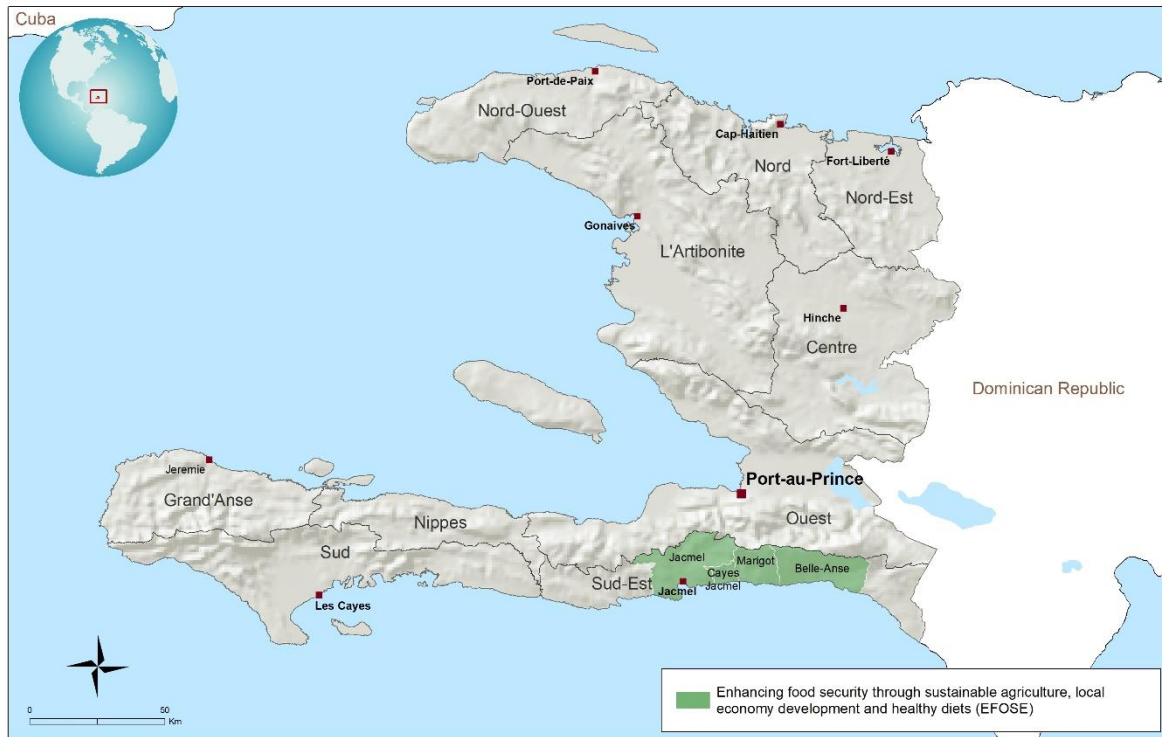 Cuba
Port-de-Paix
Nord-Ouest
Cap-Haïtien
Nord
Fort-Liberté
Nord-Est
Gonaives
L'Artibonite
Hinche
Centre
Dominican Republic
Jeremie
Grand'Anse
Port-au-Prince
Nippes
Ouest
Sud
Sud-Est
Jacmel
Marigot
Belle-Anse
Cayes
Jacmel
Jacmel
Les Cayes
Enhancing food security through sustainable agriculture, local
economy development and healthy diets (EFOSE)
0 50
Km